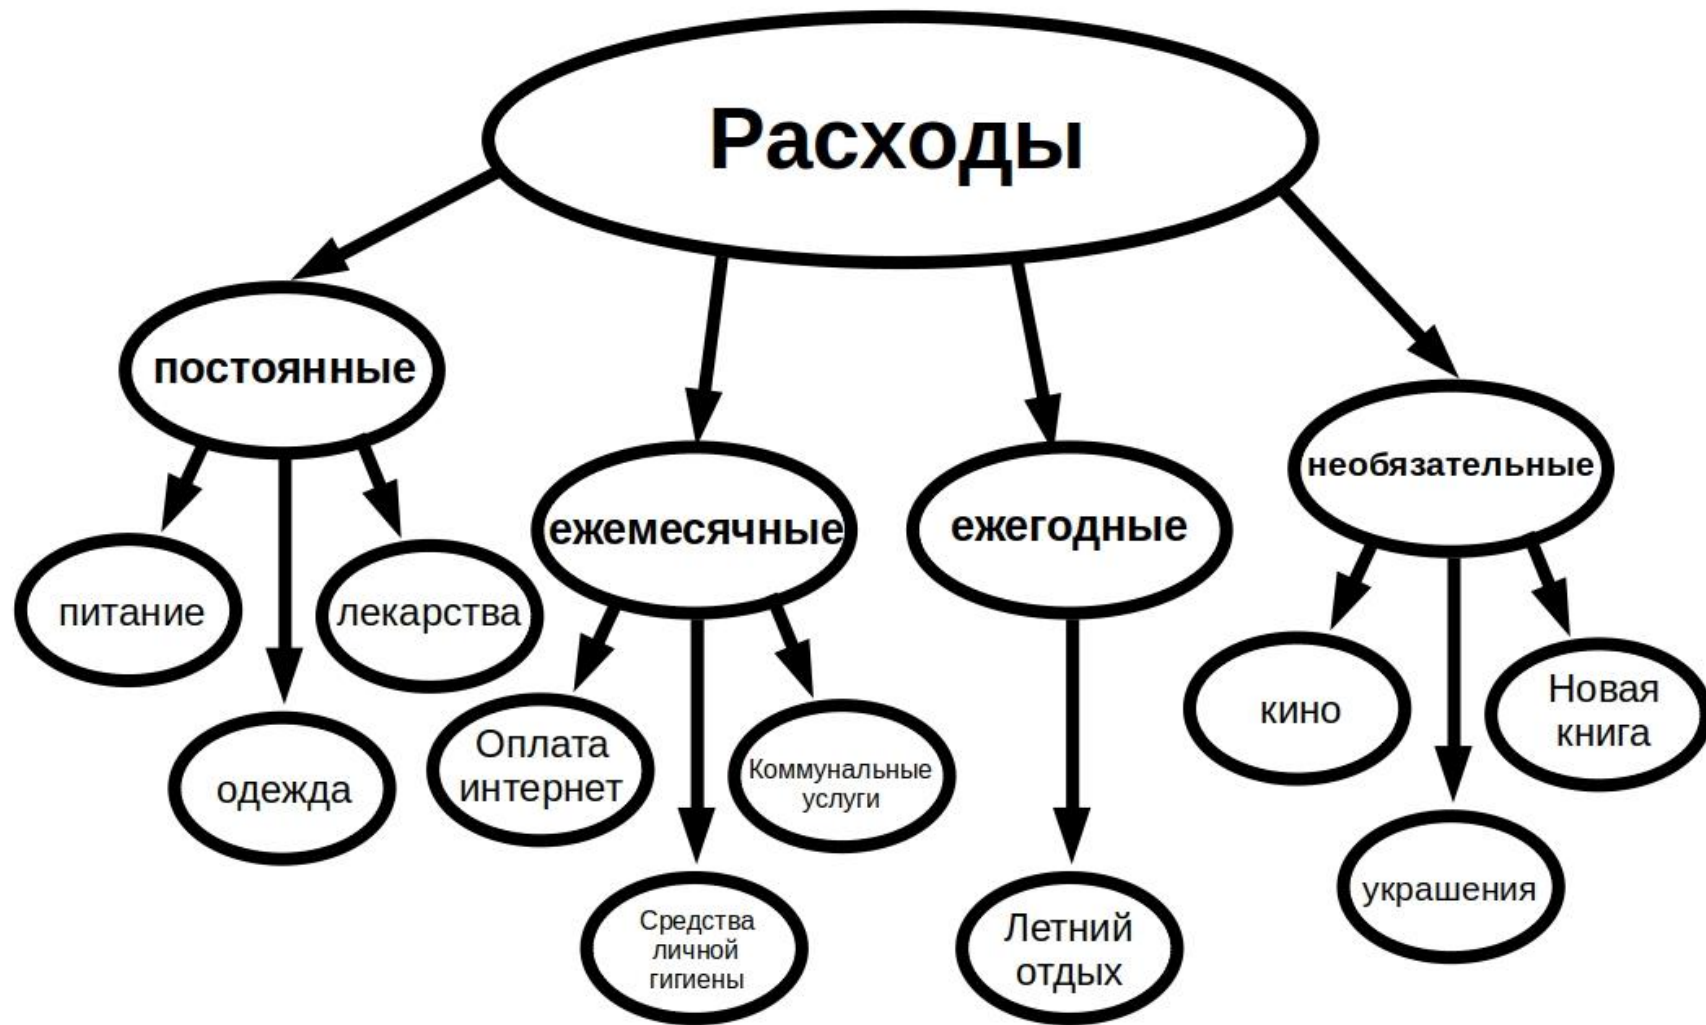 Расходы
постоянные
питание
одежда
лекарства
ежемесячные
Оплата
интернет
Средства
личной
гигиены
Коммунальные
услуги
ежегодные
Летний
отдых
необязательные
кино
украшения
Новая
книга